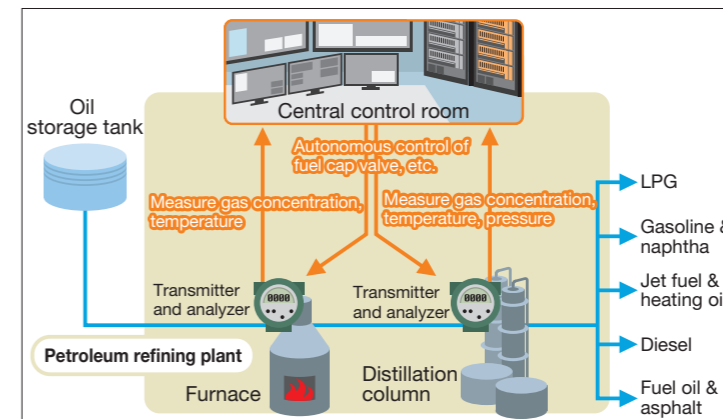 Central control room
Oil
storage tank
Autonomous control of
fuel cap valve, etc.
Measure gas concentration,
temperature
Measure gas concentration,
temperature, pressure
LPG
Gasoline &
naphtha
Jet fuel &
heating oi
Diesel
Fuel oil &
asphalt
Transmitter
and analyzer
0000
Transmitter
and analyzer
0000
Petroleum refining plant
Furnace
Distillation
column